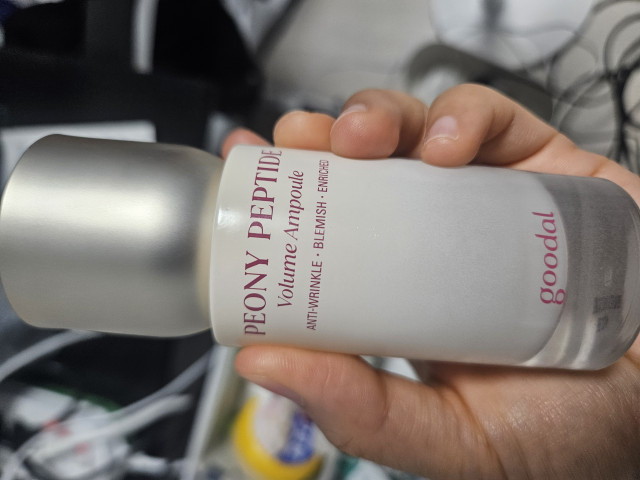 PEONY PEPTIDE
Volume Ampoule
ANTI-WRINKLE · BLEMISH · ENRICHED
goodal